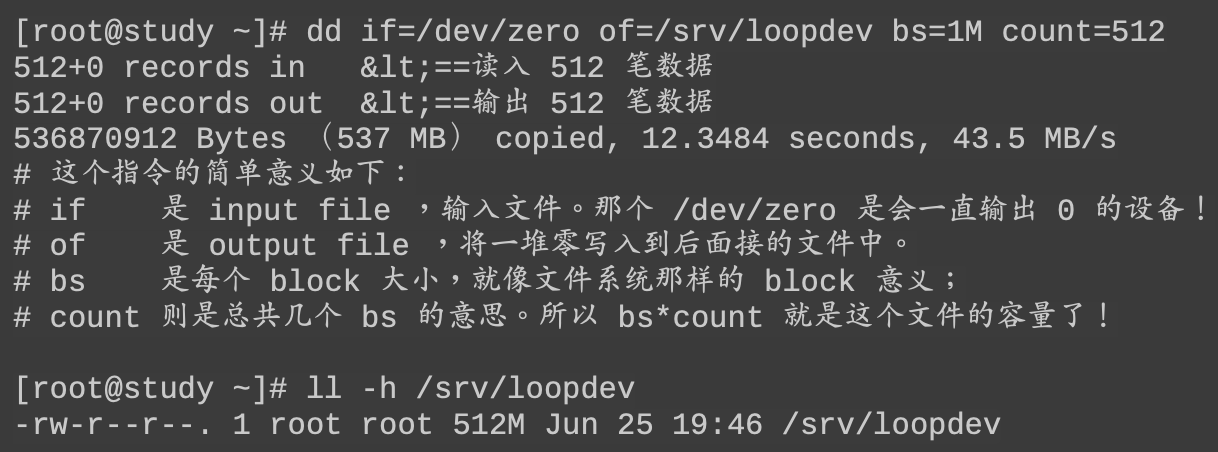 [root@study ~]# dd if=/dev/zero of=/srv/loopdev bs=1M count=512
512+0 records in   &lt;==读入 512 笔数据
512+0 records out  &lt;==输出 512 笔数据
536870912 Bytes （537 MB） copied, 12.3484 seconds, 43.5 MB/s
# 这个指令的简单意义如下：
# if    是 input file ，输入文件。那个 /dev/zero 是会一直输出 0 的设备！
# of    是 output file ，将一堆零写入到后面接的文件中。
# bs    是每个 block 大小，就像文件系统那样的 block 意义；
# count 则是总共几个 bs 的意思。所以 bs*count 就是这个文件的容量了！
[root@study ~]# ll -h /srv/loopdev
-rw-r--r--. 1 root root 512M Jun 25 19:46 /srv/loopdev